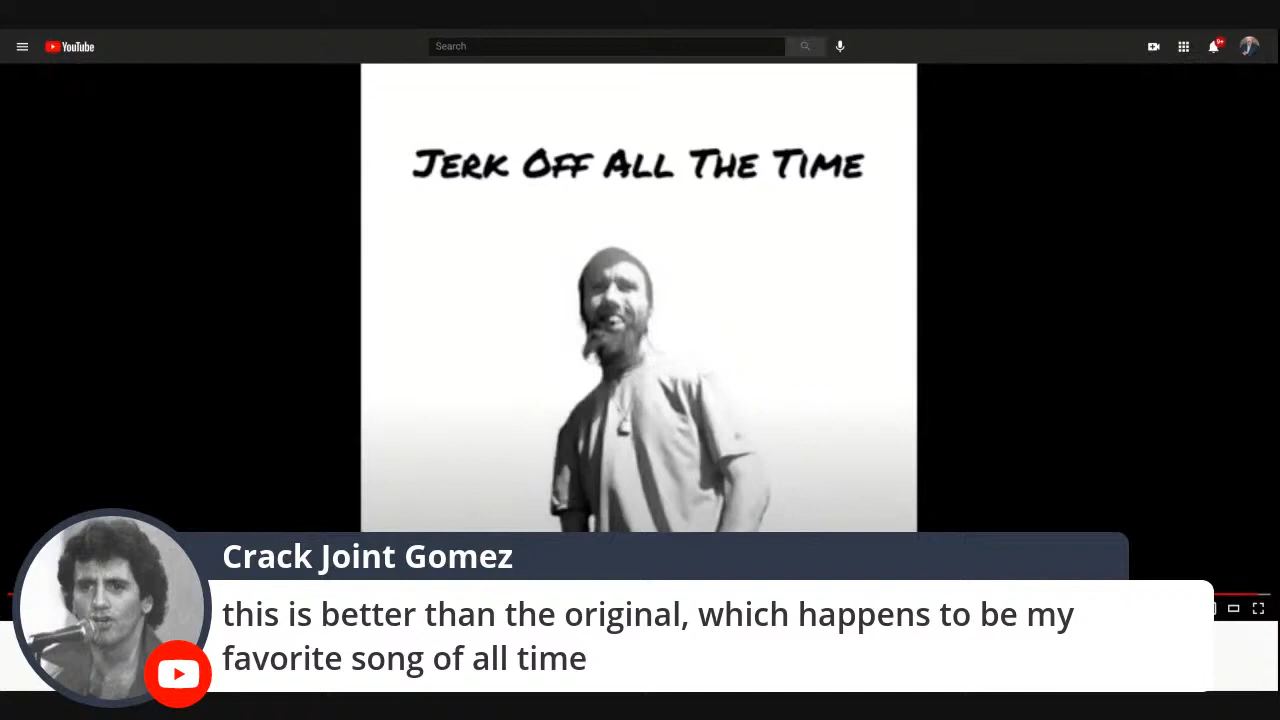 YouTube
Search
9+
Jerk Off All The Time
Crack Joint Gomez
this is better than the original, which happens to be my
favorite song of all time